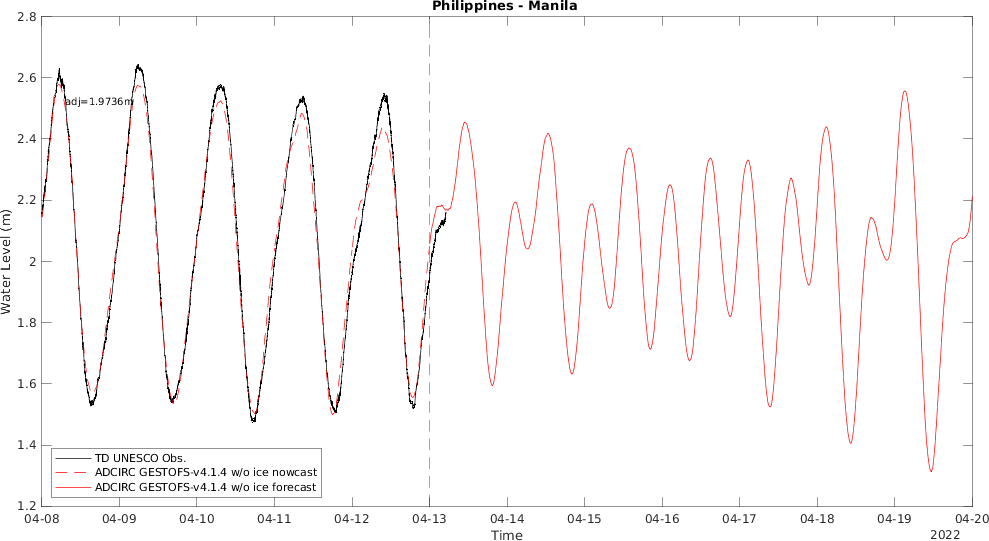 Philippines - Manila
2.8
2.6
adj=1.9736m
2.4
2.2
Water Level (m)
2
1.8
1.6
1.4
1.2
TD UNESCO Obs.
ADCIRC GESTOFS-v4.1.4 w/o ice nowcast
ADCIRC GESTOFS-v4.1.4 w/o ice forecast
04-08 04-09 04-10 04-11 04-12 04-13 04-14 04-15 04-16 04-17 04-18 04-19 04-20
Time
2022